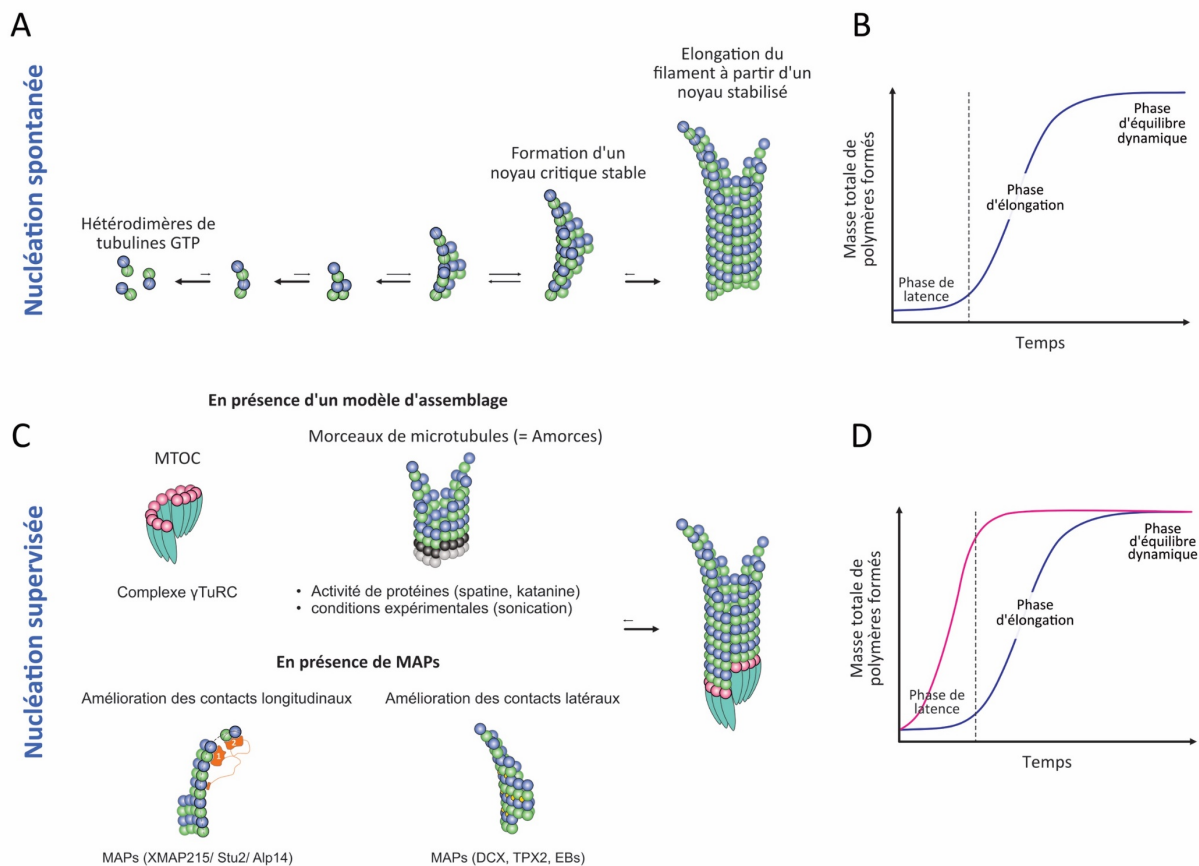 A
Nucléation spontanée
Hétérodimères de
tubulines GTP
Formation d'un
noyau critique stable
Elongation du
filament à partir d'un
noyau stabilisé
B
Masse totale de
polymères formés
Phase de
latence
Phase
d'élongation
Phase
d'équilibre
dynamique
Temps
C
Nucléation supervisée
En présence d'un modèle d'assemblage
MTOC
Complexe γTuRC
Morceaux de microtubules (= Amorces)
• Activité de protéines (spatine, katanine)
• conditions expérimentales (sonication)
En présence de MAPs
Amélioration des contacts longitudinaux
1
2
MAPs (XMAP215/ Stu2/ Alp14)
Amélioration des contacts latéraux
MAPs (DCX, TPX2, EBs)
D
Masse totale de
polymères formés
Phase de
latence
Phase
d'élongation
Phase
d'équilibre
dynamique
Temps